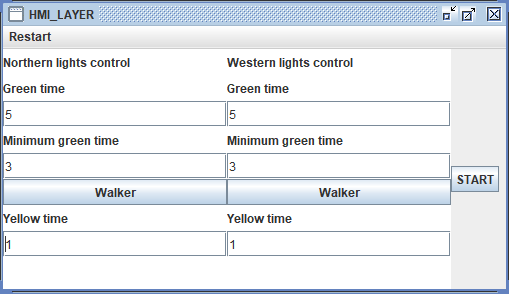 HMI_LAYER
Restart
Northern lights control Western lights control
Green time Green time
5 5
Minimum green time Minimum green time
3 3
Walker Walker
START
Yellow time Yellow time
1 1